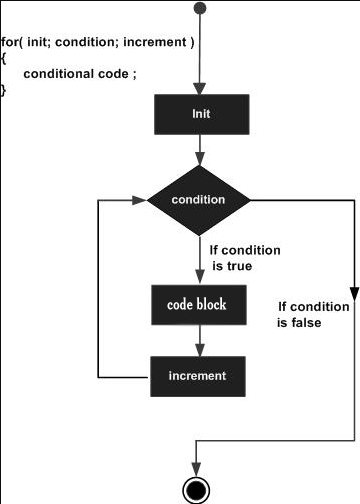 for( init; condition; increment )
{
conditional code ;
}
Init
condition
If condition
is true
code block
If condition
is false
increment